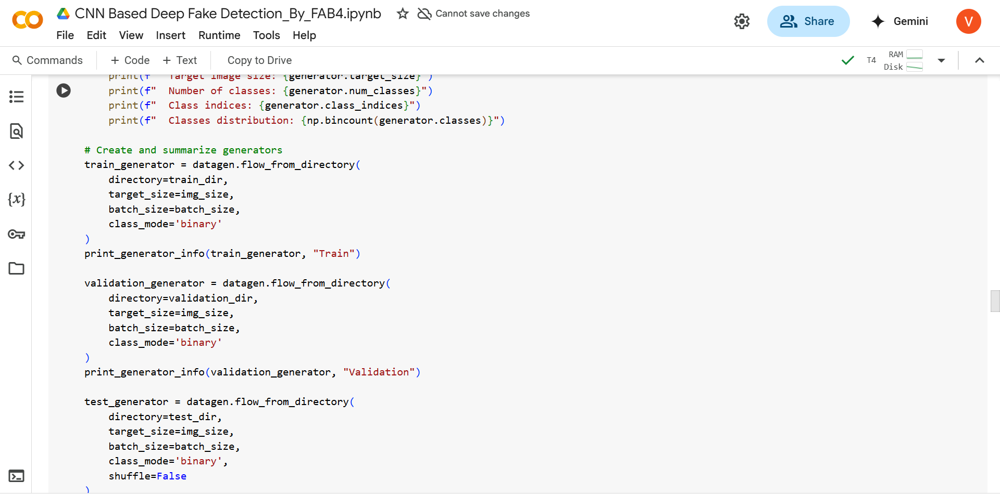 CNN Based Deep Fake Detection_By_FAB4.ipynb
Cannot save changes
File Edit View Insert Runtime Tools Help
Share
Gemini
V
Commands
+ Code + Text
Copy to Drive
T4
RAM
Disk
print(f"  Target image size: {generator.target_size}")
print(f"  Number of classes: {generator.num_classes}")
print(f"  Class indices: {generator.class_indices}")
print(f"  Classes distribution: {np.bincount(generator.classes)}")
# Create and summarize generators
train_generator = datagen.flow_from_directory(
    directory=train_dir,
    target_size=img_size,
    batch_size=batch_size,
    class_mode='binary'
)
print_generator_info(train_generator, "Train")
validation_generator = datagen.flow_from_directory(
    directory=validation_dir,
    target_size=img_size,
    batch_size=batch_size,
    class_mode='binary'
)
print_generator_info(validation_generator, "Validation")
test_generator = datagen.flow_from_directory(
    directory=test_dir,
    target_size=img_size,
    batch_size=batch_size,
    class_mode='binary',
    shuffle=False
)